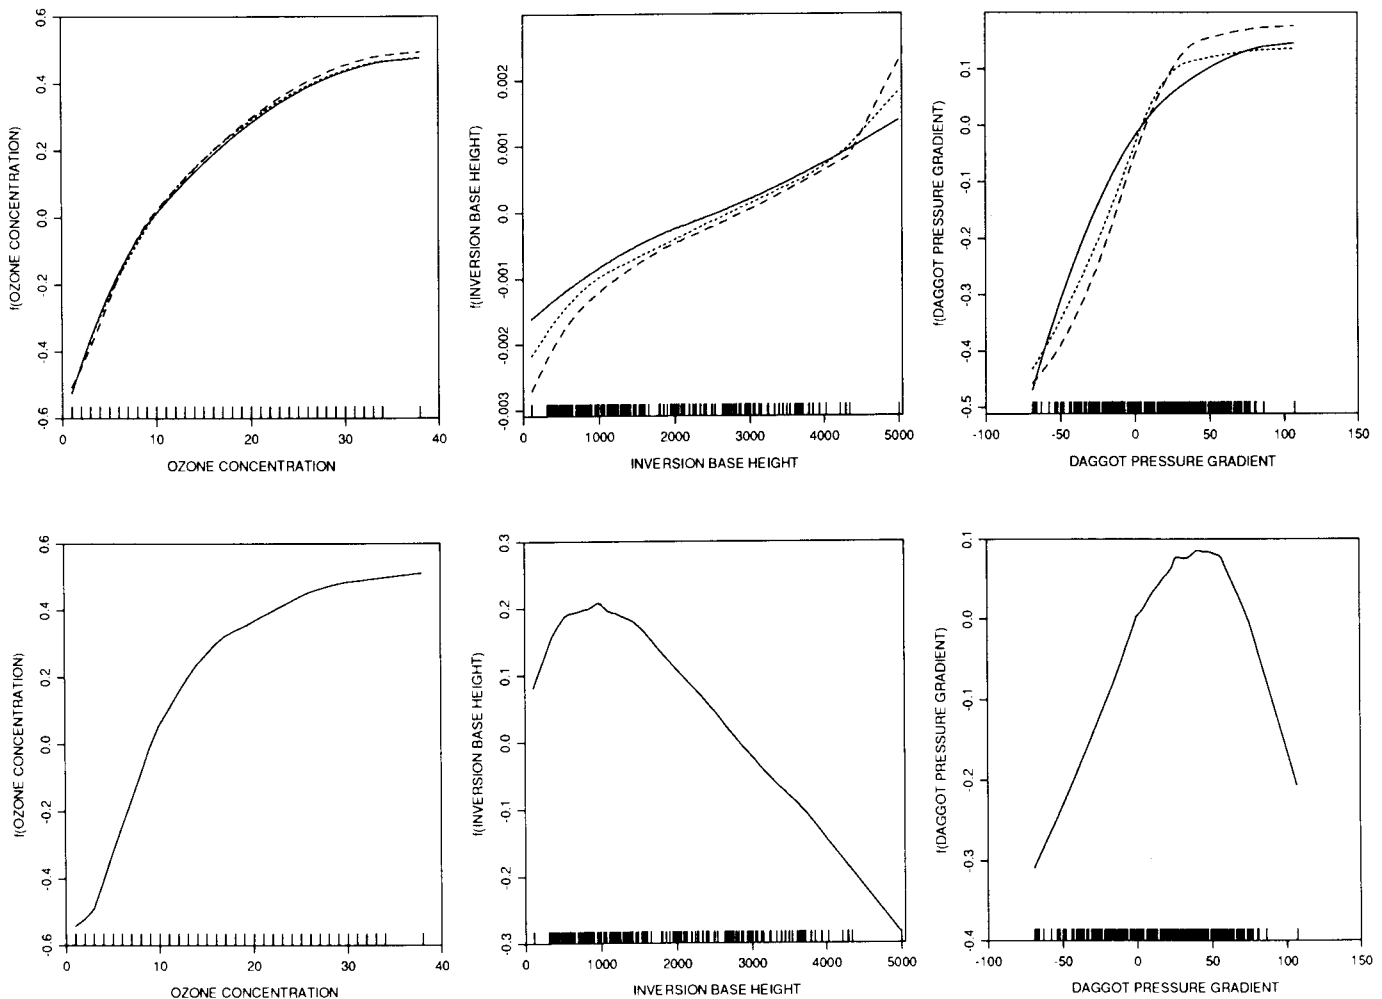 f(OZONE CONCENTRATION)
0.6
0.4
0.2
0.0
-0.2
-0.4
-0.6
0 10 20 30 40
OZONE CONCENTRATION
f(INVERSION BASE HEIGHT)
0.002
0.001
0.0
-0.001
-0.002
-0.003
0 1000 2000 3000 4000 5000
INVERSION BASE HEIGHT
f(DAGGOT PRESSURE GRADIENT)
0.1
0.0
-0.1
-0.2
-0.3
-0.4
-0.5
-100 -50 0 50 100 150
DAGGOT PRESSURE GRADIENT
f(OZONE CONCENTRATION)
0.6
0.4
0.2
0.0
-0.2
-0.4
-0.6
0 10 20 30 40
OZONE CONCENTRATION
f(INVERSION BASE HEIGHT)
0.3
0.2
0.1
0.0
-0.1
-0.2
-0.3
0 1000 2000 3000 4000 5000
INVERSION BASE HEIGHT
f(DAGGOT PRESSURE GRADIENT)
0.1
0.0
-0.1
-0.2
-0.3
-0.4
-100 -50 0 50 100 150
DAGGOT PRESSURE GRADIENT